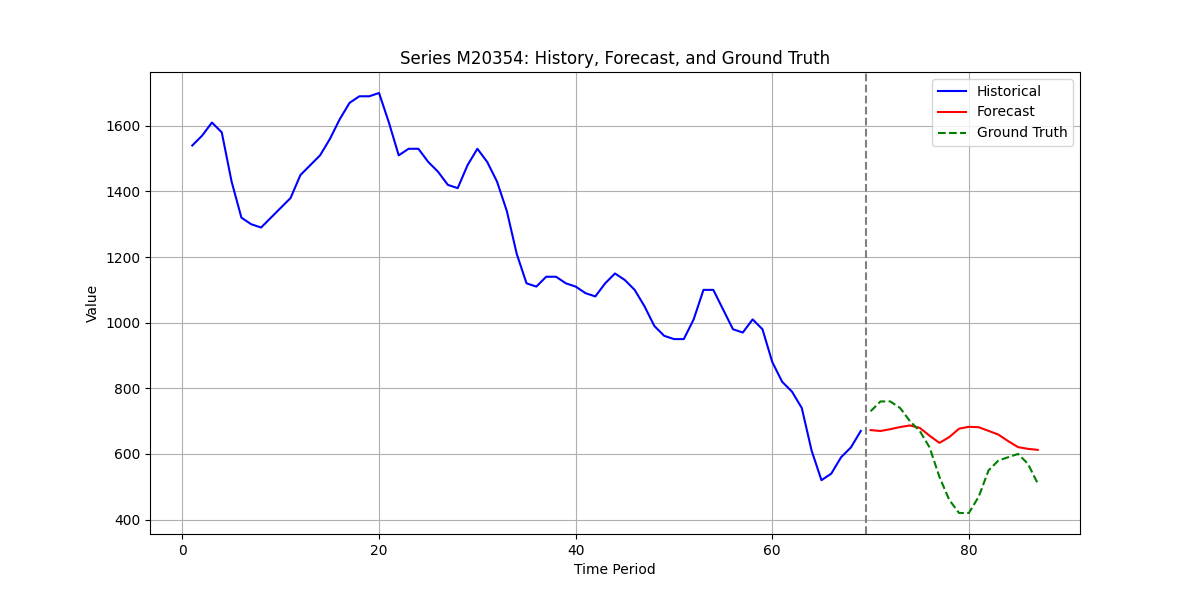 Series M20354: History, Forecast, and Ground Truth
Historical
Forecast
Ground Truth
Value
1600
1400
1200
1000
800
600
400
0 20 40 60 80
Time Period